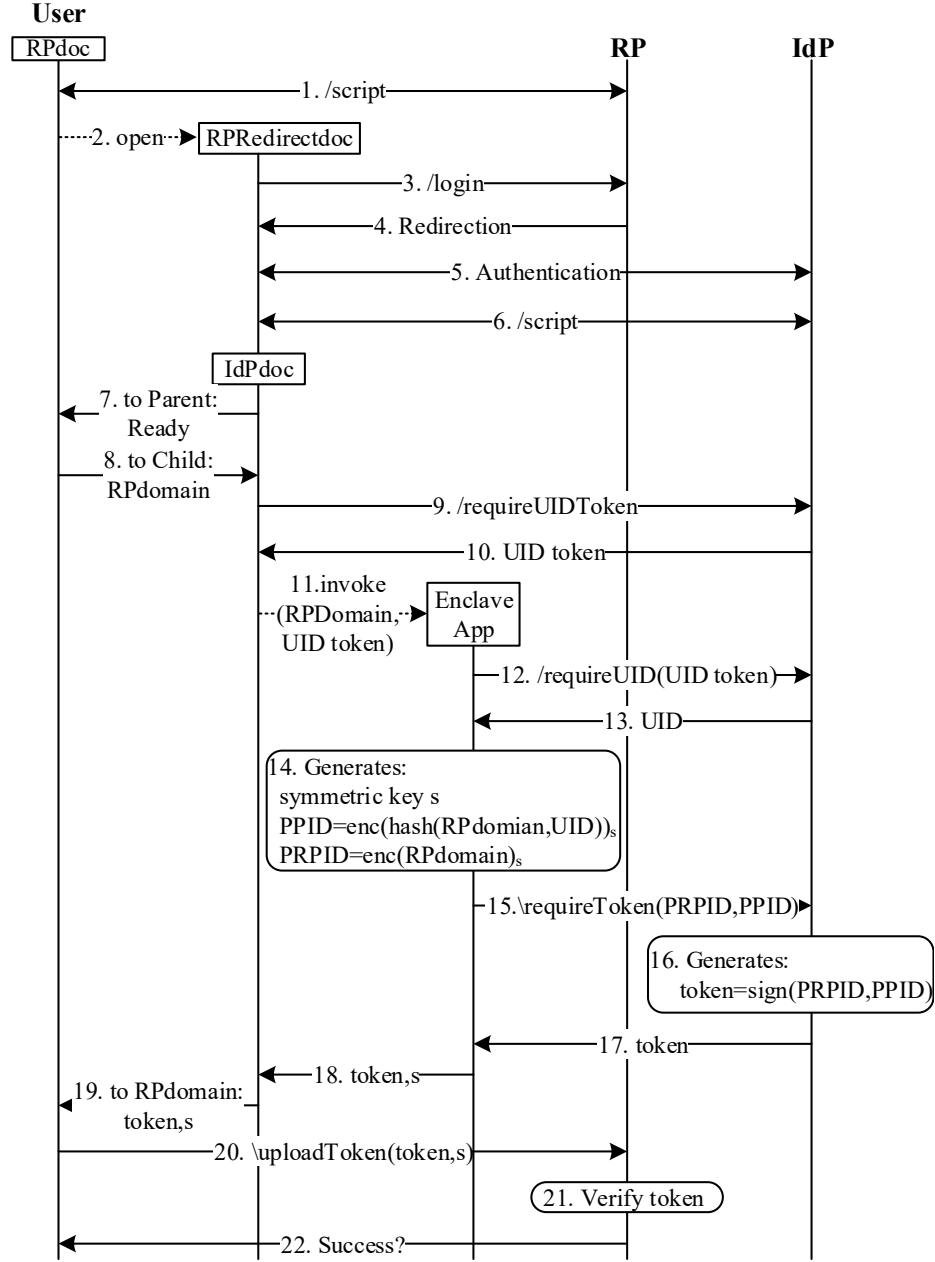 User
RPdoc
RP
IdP
1. /script
2. open
RPRedirectdoc
3. /login
4. Redirection
5. Authentication
6. /script
IdPdoc
7. to Parent:
Ready
8. to Child:
RPdomain
9. /requireUIDToken
10. UID token
11.invoke
(RPDomain,
UID token)
Enclave
App
12. /requireUID(UID token)
13. UID
14. Generates:
symmetric key s
PPID=enc(hash(RPdomian,UID))ₛ
PRPID=enc(RPdomain)ₛ
15.\requireToken(PRPID,PPID)
16. Generates:
token=sign(PRPID,PPID)
17. token
18. token,s
19. to RPdomain:
token,s
20. \uploadToken(token,s)
21. Verify token
22. Success?